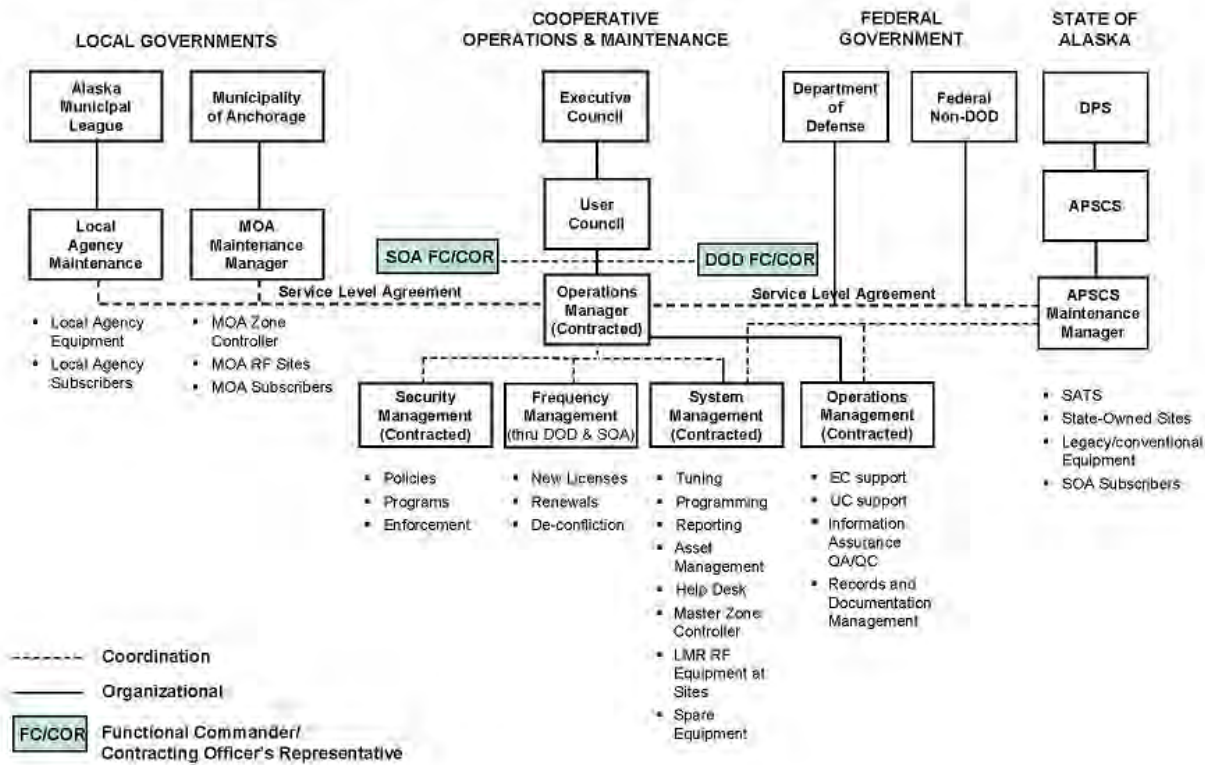 LOCAL GOVERNMENTS
COOPERATIVE
OPERATIONS & MAINTENANCE
FEDERAL
GOVERNMENT
STATE OF
ALASKA
Alaska
Municipal
League
Municipality
of Anchorage
Executive
Council
Department
of
Defense
Federal
Non-DOD
DPS
Local
Agency
Maintenance
MOA
Maintenance
Manager
User
Council
APSCS
SOA FC/COR
DOD FC/COR
Service Level Agreement
Operations
Manager
(Contracted)
Service Level Agreement
APSCS
Maintenance
Manager
▪ Local Agency
Equipment
▪ Local Agency
Subscribers
▪ MOA Zone
Controller
▪ MOA RF Sites
▪ MOA Subscribers
Security
Management
(Contracted)
Frequency
Management
(thru DOD & SOA)
System
Management
(Contracted)
Operations
Management
(Contracted)
▪ SATS
▪ State-Owned Sites
▪ Legacy/conventional
Equipment
▪ SOA Subscribers
▪ Policies
▪ Programs
▪ Enforcement
▪ New Licenses
▪ Renewals
▪ De-confliction
▪ Tuning
▪ Programming
▪ Reporting
▪ Asset
Management
▪ Help Desk
▪ Master Zone
Controller
▪ LMR RF
Equipment at
Sites
▪ Spare
Equipment
▪ EC support
▪ UC support
▪ Information
Assurance
QA/QC
▪ Records and
Documentation
Management
Coordination
Organizational
FC/COR
Functional Commander/
Contracting Officer's Representative